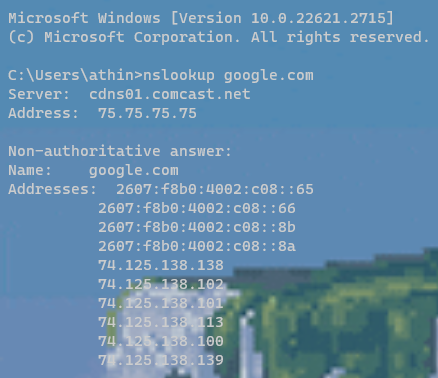 Microsoft Windows [Version 10.0.22621.2715]
(c) Microsoft Corporation. All rights reserved.
C:\Users\athin>nslookup google.com
Server:  cdns01.comcast.net
Address:  75.75.75.75
Non-authoritative answer:
Name:    google.com
Addresses:  2607:f8b0:4002:c08::65
2607:f8b0:4002:c08::66
2607:f8b0:4002:c08::8b
2607:f8b0:4002:c08::8a
74.125.138.138
74.125.138.102
74.125.138.101
74.125.138.113
74.125.138.100
74.125.138.139